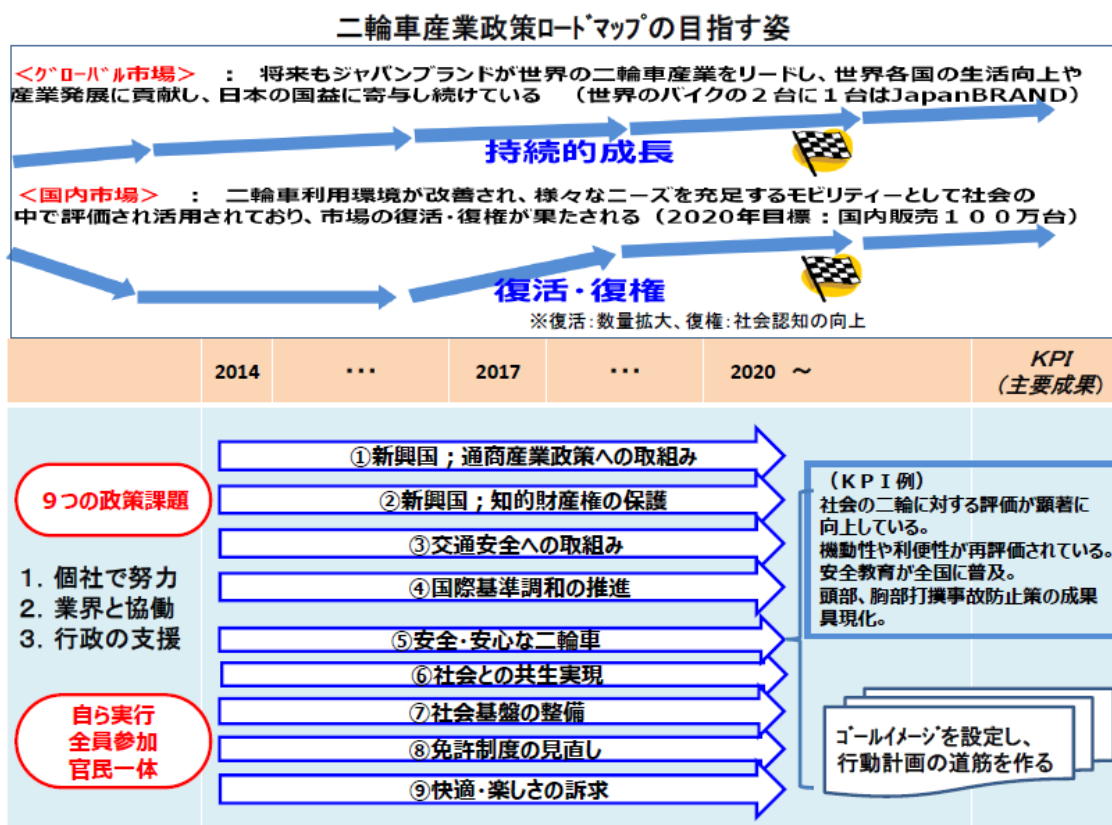 二輪車産業政策ﾛｰﾄﾞﾏｯﾌﾟの目指す姿
＜ｸﾞﾛｰﾊﾞﾙ市場＞ ： 将来もジャパンブランドが世界の二輪車産業をリードし、世界各国の生活向上や
産業発展に貢献し、日本の国益に寄与し続けている （世界のバイクの２台に１台はJapanBRAND）
持続的成長
＜国内市場＞ ： 二輪車利用環境が改善され、様々なニーズを充足するモビリティーとして社会の
中で評価され活用されており、市場の復活・復権が果たされる（2020年目標：国内販売１００万台）
復活・復権
※復活：数量拡大、復権：社会認知の向上
2014 ･･･ 2017 ･･･ 2020 ～ KPI
（主要成果）
９つの政策課題
1. 個社で努力
2. 業界と協働
3. 行政の支援
自ら実行
全員参加
官民一体
①新興国；通商産業政策への取組み
②新興国；知的財産権の保護
③交通安全への取組み
④国際基準調和の推進
⑤安全・安心な二輪車
⑥社会との共生実現
⑦社会基盤の整備
⑧免許制度の見直し
⑨快適・楽しさの訴求
（ＫＰＩ例）
社会の二輪に対する評価が顕著に
向上している。
機動性や利便性が再評価されている。
安全教育が全国に普及。
頭部、胸部打撲事故防止策の成果
具現化。
ｺﾞｰﾙｲﾒｰｼﾞを設定し、
行動計画の道筋を作る